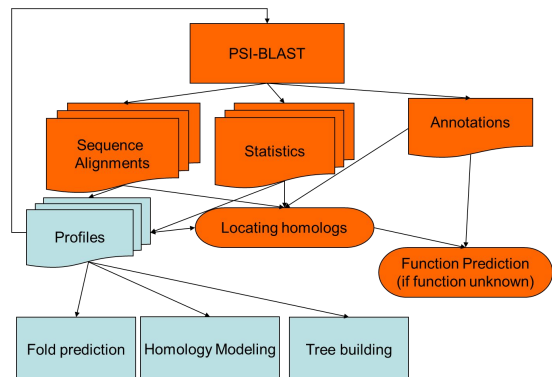 PSI-BLAST
Sequence
Alignments
Statistics
Annotations
Profiles
Locating homologs
Function Prediction
(if function unknown)
Fold prediction
Homology Modeling
Tree building